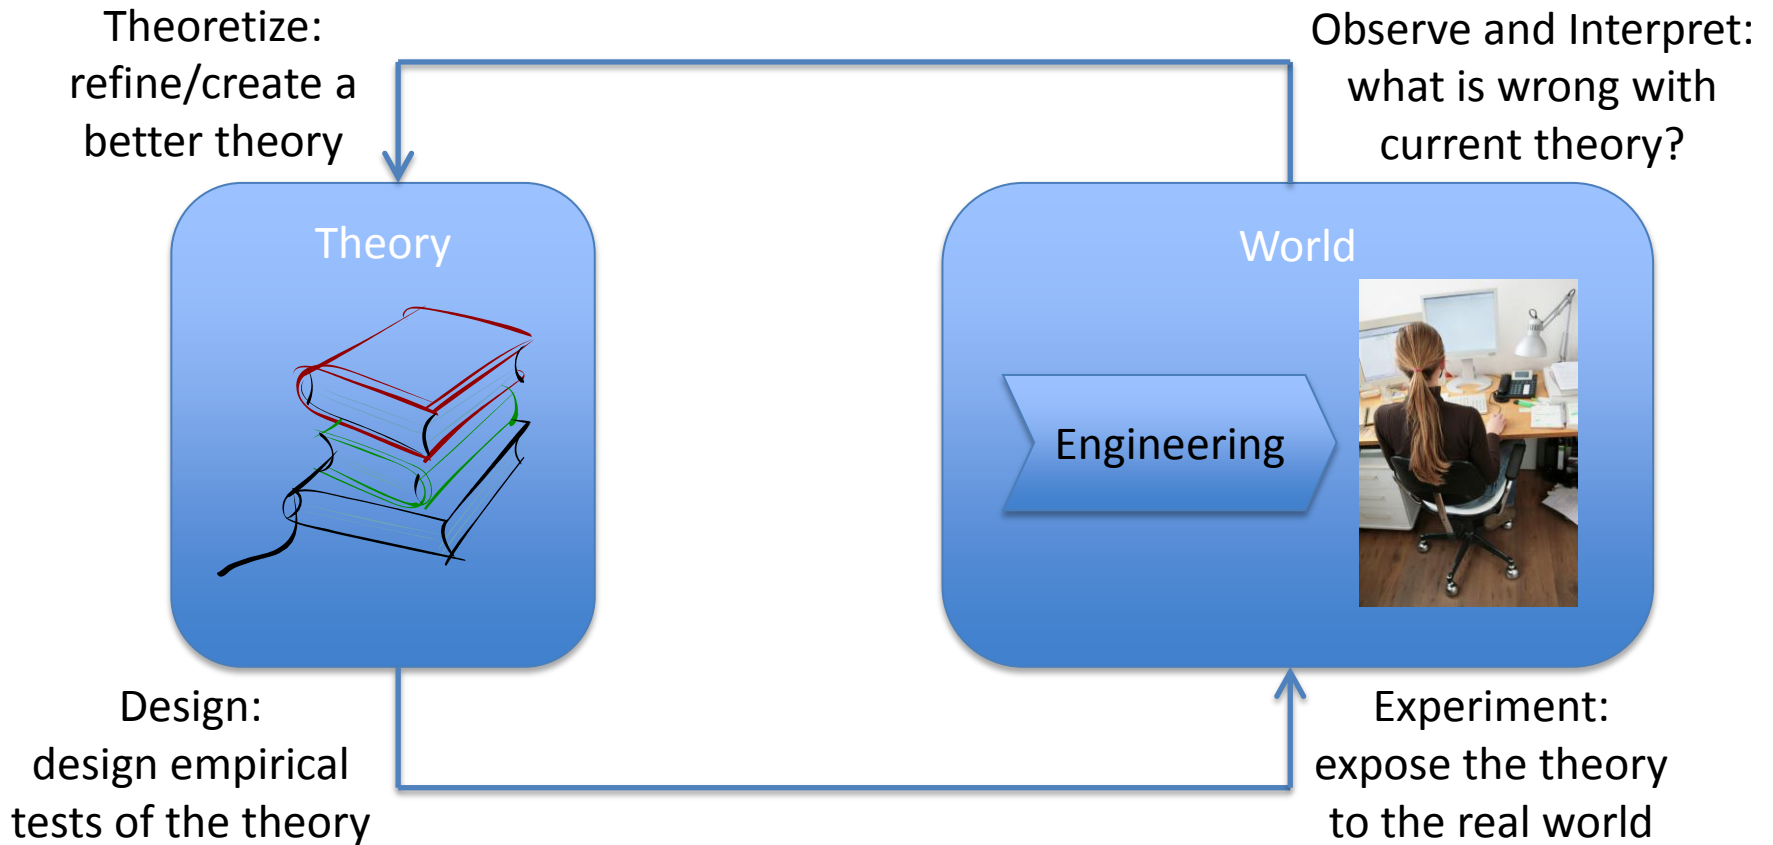 Theoretize:
refine/create a
better theory
Observe and Interpret:
what is wrong with
current theory?
Theory
World
Engineering
Design:
design empirical
tests of the theory
Experiment:
expose the theory
to the real world